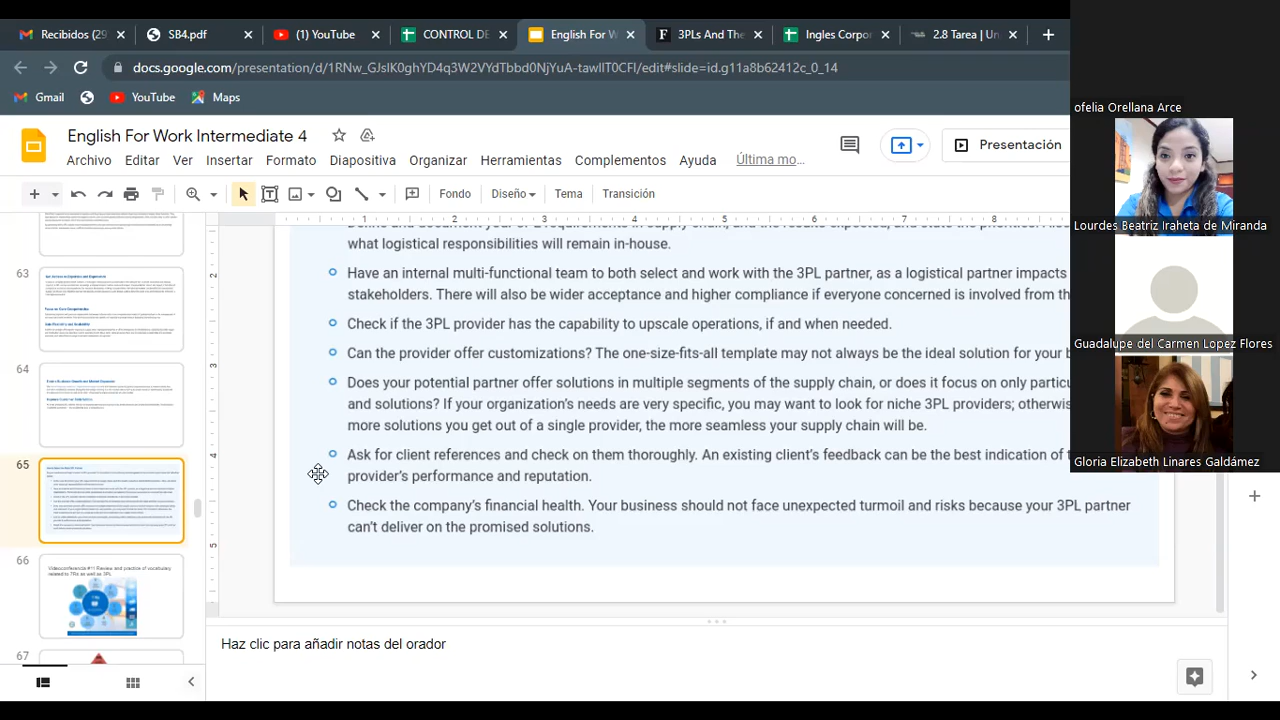 Recibidos (29
SB4.pdf
(1) YouTube
CONTROL DE
English For W
3PLs And The
Ingles Corpor
2.8 Tarea | Un
docs.google.com/presentation/d/
edit#slide=id.g11a8b62412c_0_14
Gmail
YouTube
Maps
English For Work Intermediate 4
Archivo Editar Ver Insertar Formato Diapositiva Organizar Herramientas Complementos Ayuda Última mo...
Presentación
Fondo Diseño Tema Transición
1 2 3 4 5 6 7 8
what logistical responsibilities will remain in-house.
Have an internal multi-functional team to both select and work with the 3PL partner, as a logistical partner impacts
stakeholders. There will also be wider acceptance and higher compliance if everyone concerned is involved from th
Check if the 3PL provider has the capability to upscale operations as and when needed.
Can the provider offer customizations? The one-size-fits-all template may not always be the ideal solution for your b
Does your potential partner offer solutions in multiple segments of the supply chain, or does it focus on only particu
solutions? If your organization's needs are very specific, you may want to look for niche 3PL providers; otherwis
more solutions you get out of a single provider, the more seamless your supply chain will be.
Ask for client references and check on them thoroughly. An existing client's feedback can be the best indication of t
provider's performance and reputation.
Check the company's financial health. Your business should not face unexpected turmoil and risks because your 3PL partner
can't deliver on the promised solutions.
63
64
65
66
Videoconferencia #11 Review and practice of vocabulary
related to TRs as well as 3PL
67
2
3
4
5
Haz clic para añadir notas del orador
ofelia Orellana Arce
Lourdes Beatriz Iraheta de Miranda
Guadalupe del Carmen Lopez Flores
Gloria Elizabeth Linares Galdámez